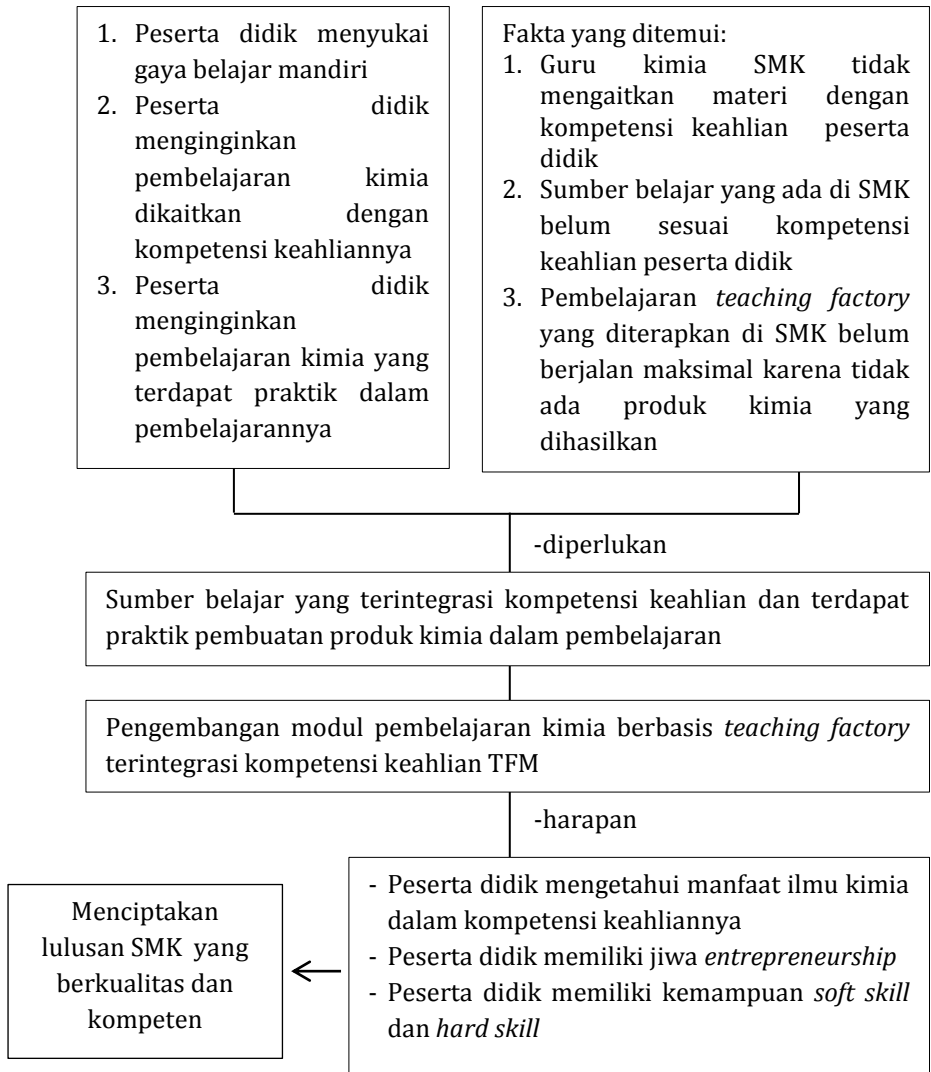 1. Peserta didik menyukai
gaya belajar mandiri
2. Peserta didik
menginginkan
pembelajaran kimia
dikaitkan dengan
kompetensi keahliannya
3. Peserta didik
menginginkan
pembelajaran kimia yang
terdapat praktik dalam
pembelajarannya
Fakta yang ditemui:
1. Guru kimia SMK tidak
mengaitkan materi dengan
kompetensi keahlian peserta
didik
2. Sumber belajar yang ada di SMK
belum sesuai kompetensi
keahlian peserta didik
3. Pembelajaran teaching factory
yang diterapkan di SMK belum
berjalan maksimal karena tidak
ada produk kimia yang
dihasilkan
-diperlukan
Sumber belajar yang terintegrasi kompetensi keahlian dan terdapat
praktik pembuatan produk kimia dalam pembelajaran
Pengembangan modul pembelajaran kimia berbasis teaching factory
terintegrasi kompetensi keahlian TFM
-harapan
- Peserta didik mengetahui manfaat ilmu kimia
dalam kompetensi keahliannya
- Peserta didik memiliki jiwa entrepreneurship
- Peserta didik memiliki kemampuan soft skill
dan hard skill
Menciptakan
lulusan SMK yang
berkualitas dan
kompeten